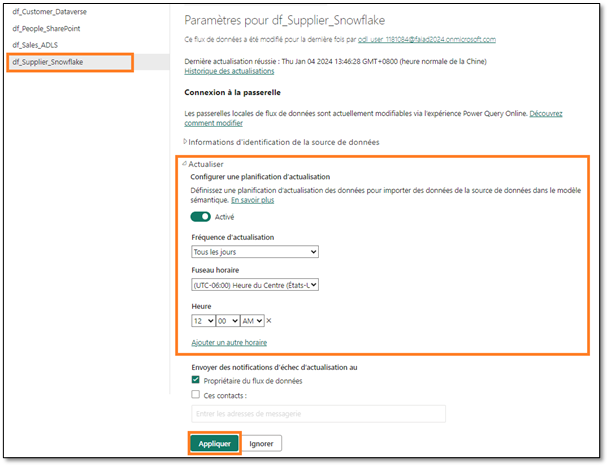 df_Customer_Dataverse
df_People_SharePoint
df_Sales_ADLS
df_Supplier_Snowflake
Paramètres pour df_Supplier_Snowflake
Ce flux de données a été modifié pour la dernière fois par odl_user_1181084@faiad2024.onmicrosoft.com
Dernière actualisation réussie : Thu Jan 04 2024 13:46:28 GMT+0800 (heure normale de la Chine)
Historique des actualisations
Connexion à la passerelle
Les passerelles locales de flux de données sont actuellement modifiables via l'expérience Power Query Online. Découvrez
comment modifier
Informations d'identification de la source de données
Actualiser
Configurer une planification d'actualisation
Définissez une planification d'actualisation des données pour importer des données de la source de données dans le modèle
sémantique. En savoir plus
Activé
Fréquence d'actualisation
Tous les jours
Fuseau horaire
(UTC-06:00) Heure du Centre (États-U
Heure
12 00 AM ×
Ajouter un autre horaire
Envoyer des notifications d'échec d'actualisation au
Propriétaire du flux de données
Ces contacts :
Entrer les adresses de messagerie
Appliquer Ignorer